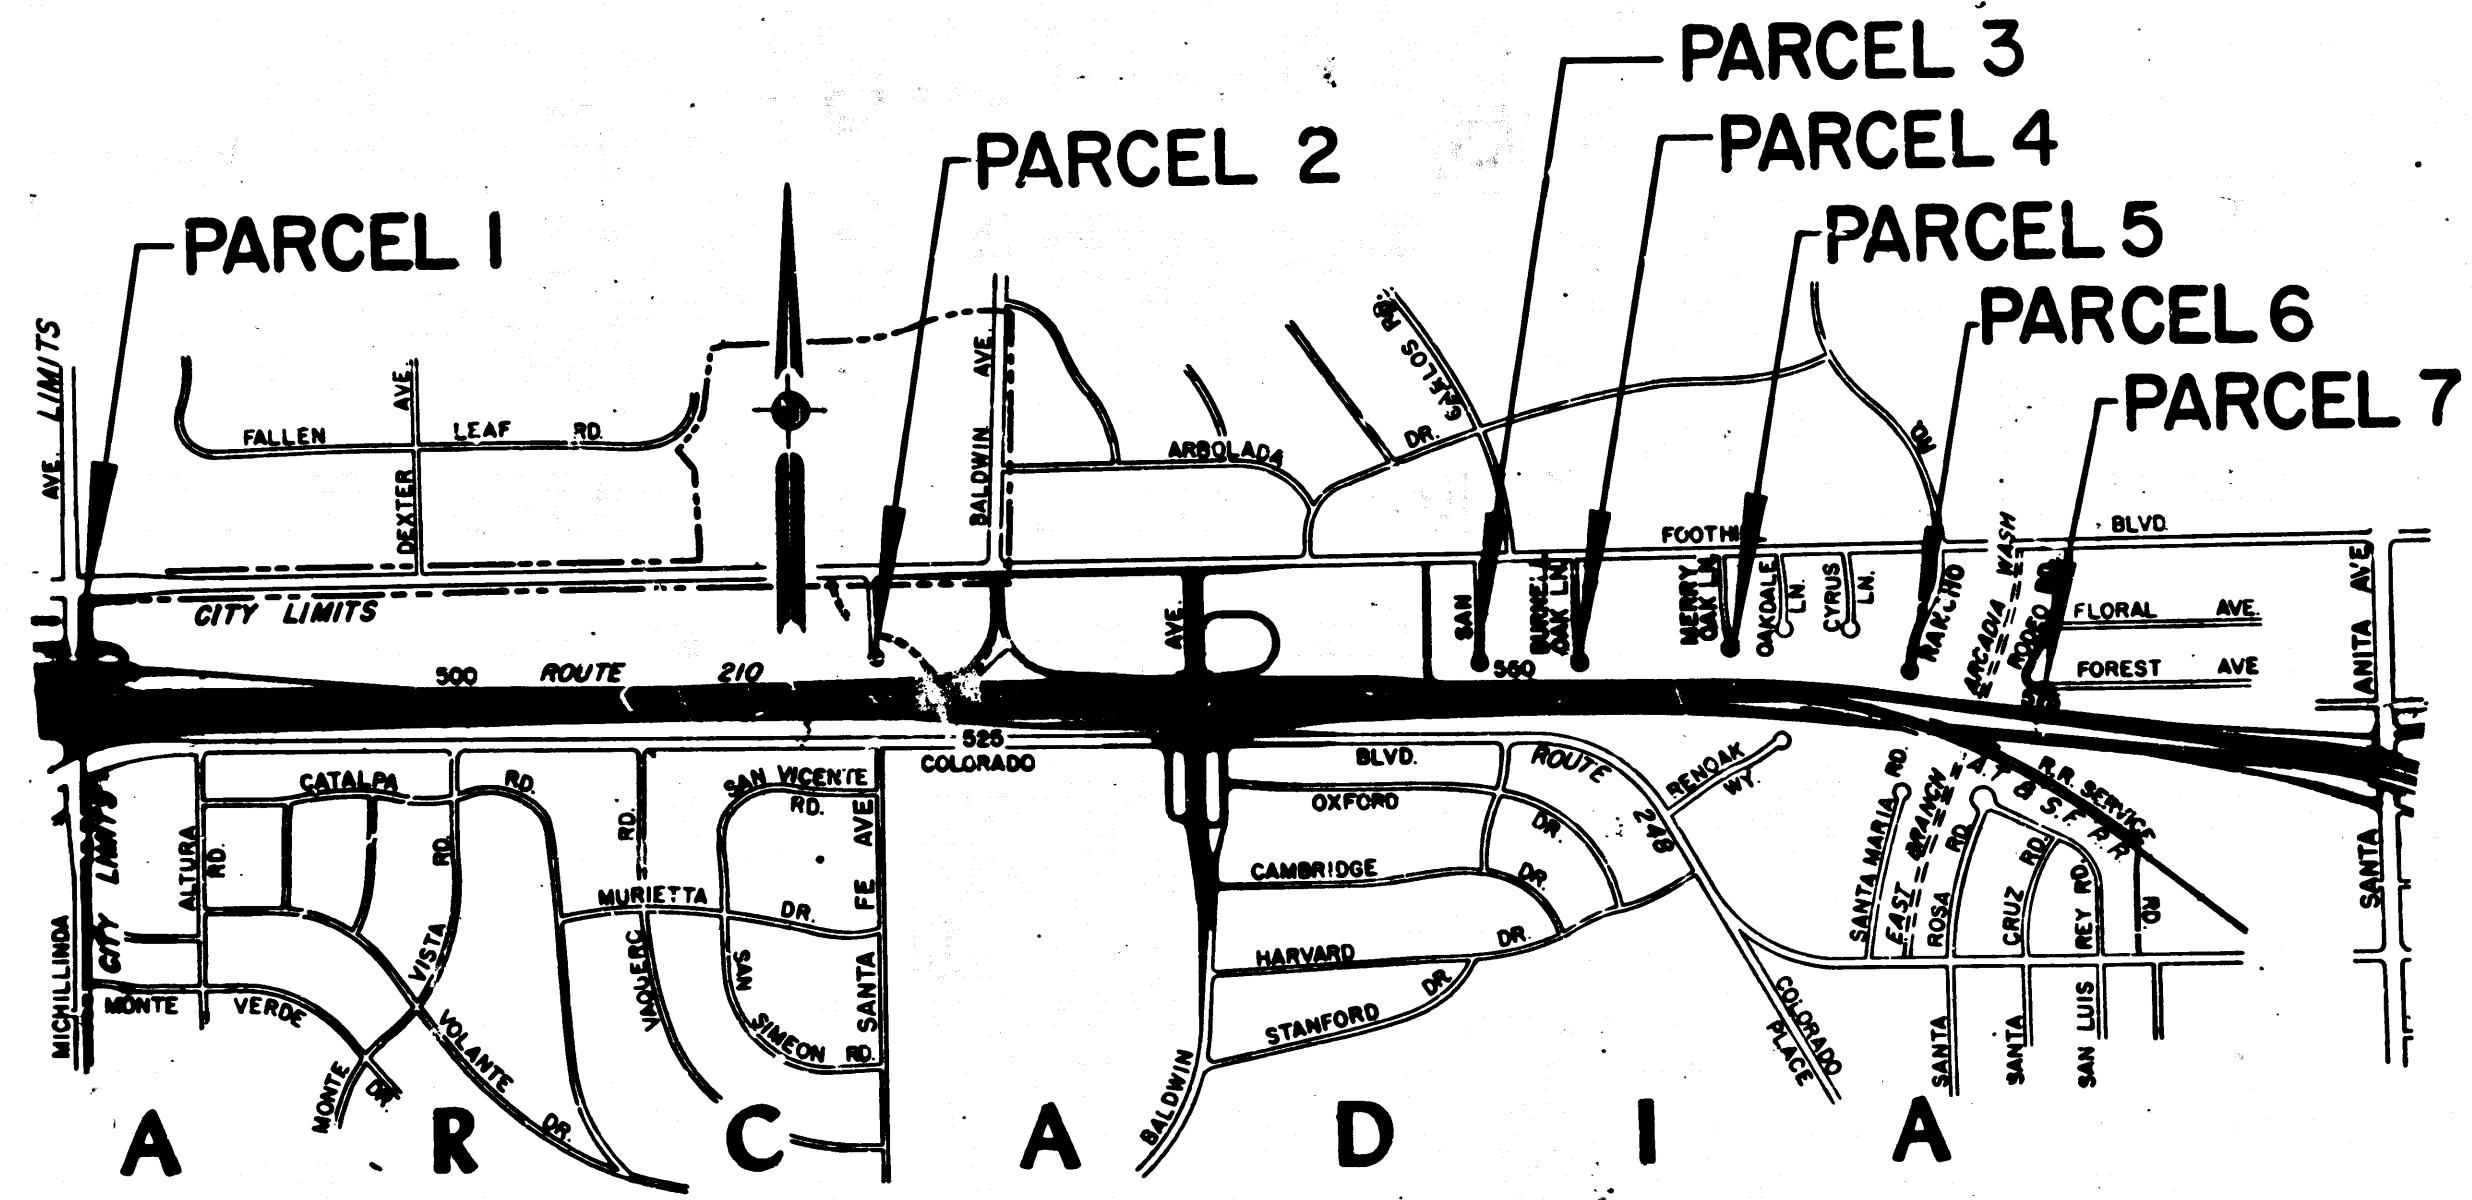 PARCEL 3
PARCEL 4
PARCEL 2
PARCEL 5
PARCEL 1
PARCEL 6
PARCEL 7
AVE. LIMITS
FALLEN LEAF RD.
DEXTER AVE.
BALDWIN AVE.
ARBOLADA DR.
CARLOS RD.
RD.
FOOTHILL BLVD.
CITY LIMITS
AVE.
SAN
OAK LN.
MERRY OAK LN.
OAKDALE LN.
CYRUS LN.
RANCHO
ARCADIA WASH
RODEO RD.
FLORAL AVE.
FOREST AVE
SANTA ANITA AVE
500 ROUTE 210 550
525
COLORADO BLVD.
ROUTE 248
RENOAK WY.
MICHILLINDA
CITY LIMITS
ALTURA RD.
CATALPA RD.
VISTA RD.
RD.
SAN VICENTE RD.
SANTA FE AVE
MURIETTA DR.
VAQUERO
SAN SIMEON RD.
MONTE VERDE
MONTE DR.
VOLANTE DR.
OXFORD DR.
CAMBRIDGE DR.
HARVARD DR.
STANFORD DR.
BALDWIN
COLORADO PLACE
SANTA MARIA RD.
EAST BRANCH
SANTA ROSA RD.
SANTA CRUZ RD.
SAN LUIS REY RD.
A.T. & S.F. R.R.
R.R. SERVICE RD.
A R C A D I A